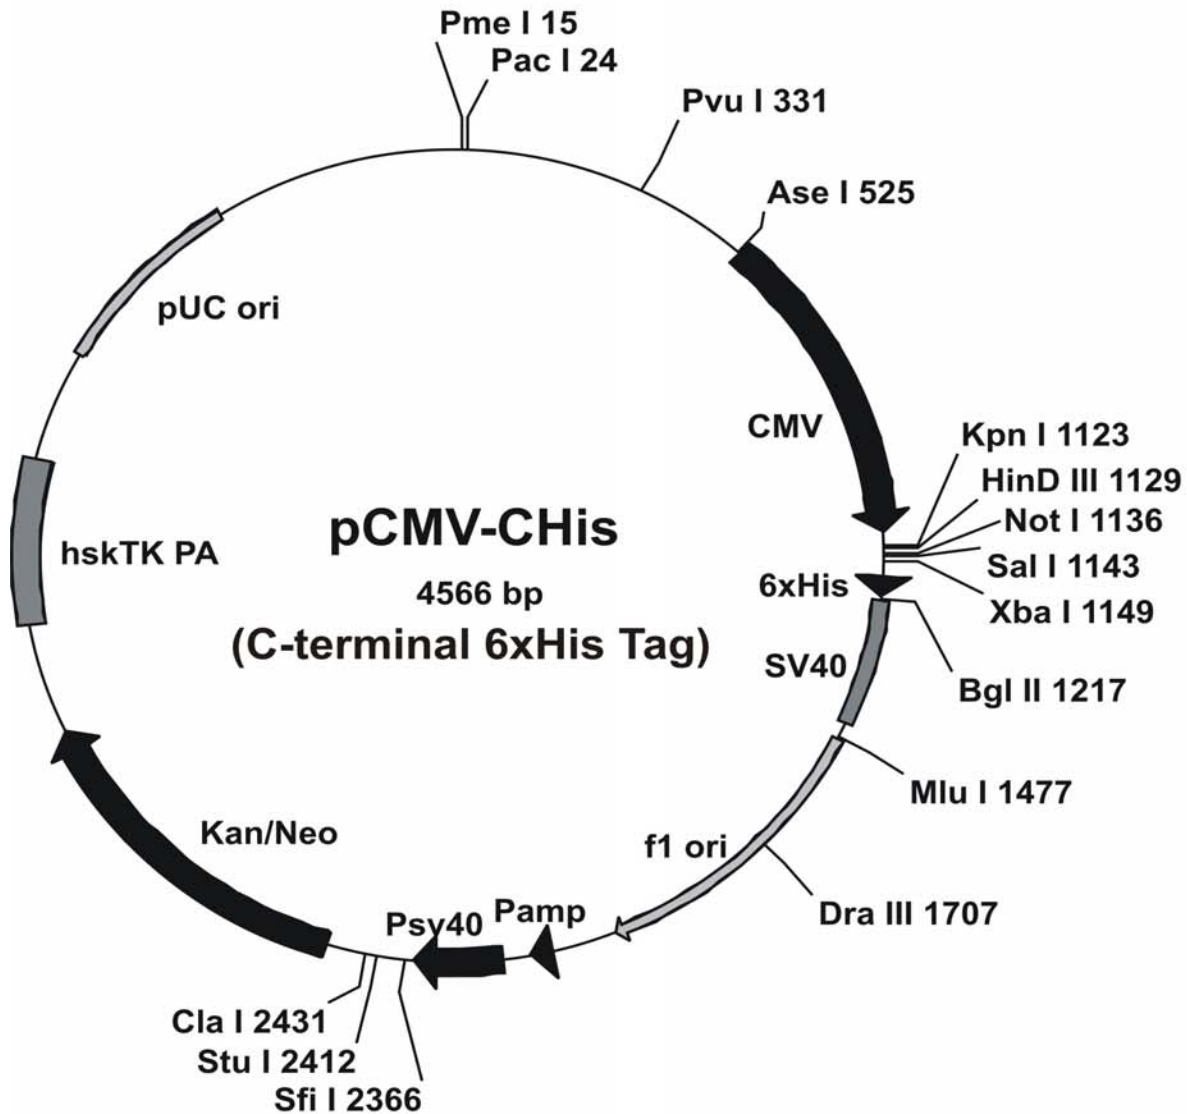 Pme I 15
Pac I 24
Pvu I 331
Ase I 525
pUC ori
CMV
Kpn I 1123
HinD III 1129
Not I 1136
Sal I 1143
Xba I 1149
pCMV-CHis
4566 bp
(C-terminal 6xHis Tag)
hskTK PA
6xHis
SV40
Bgl II 1217
Mlu I 1477
Kan/Neo
f1 ori
Dra III 1707
Psv40
Pamp
Cla I 2431
Stu I 2412
Sfi I 2366